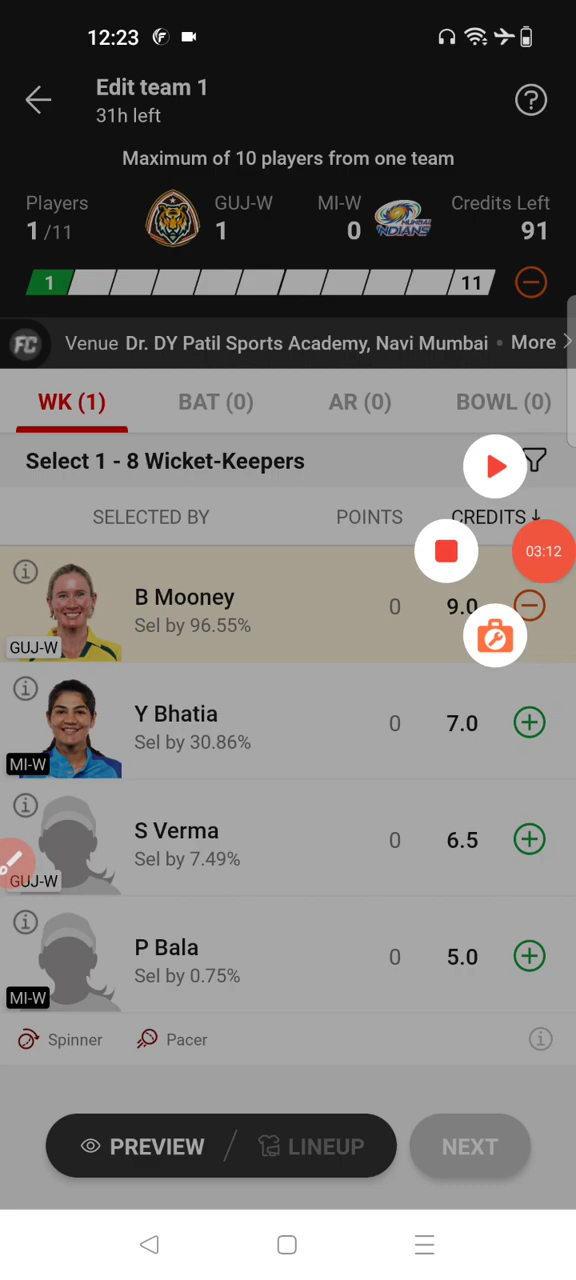 12:23
Edit team 1
31h left
Maximum of 10 players from one team
Players GUJ-W MI-W Credits Left
1 /11 1 0 91
INDIANS
1 11
FC Venue Dr. DY Patil Sports Academy, Navi Mumbai • More
WK (1) BAT (0) AR (0) BOWL (0)
Select 1 - 8 Wicket-Keepers
SELECTED BY POINTS CREDITS ↓
03:12
B Mooney 0 9.0
Sel by 96.55%
GUJ-W
Y Bhatia 0 7.0
Sel by 30.86%
MI-W
S Verma 0 6.5
Sel by 7.49%
GUJ-W
P Bala 0 5.0
Sel by 0.75%
MI-W
Spinner Pacer
PREVIEW / LINEUP NEXT